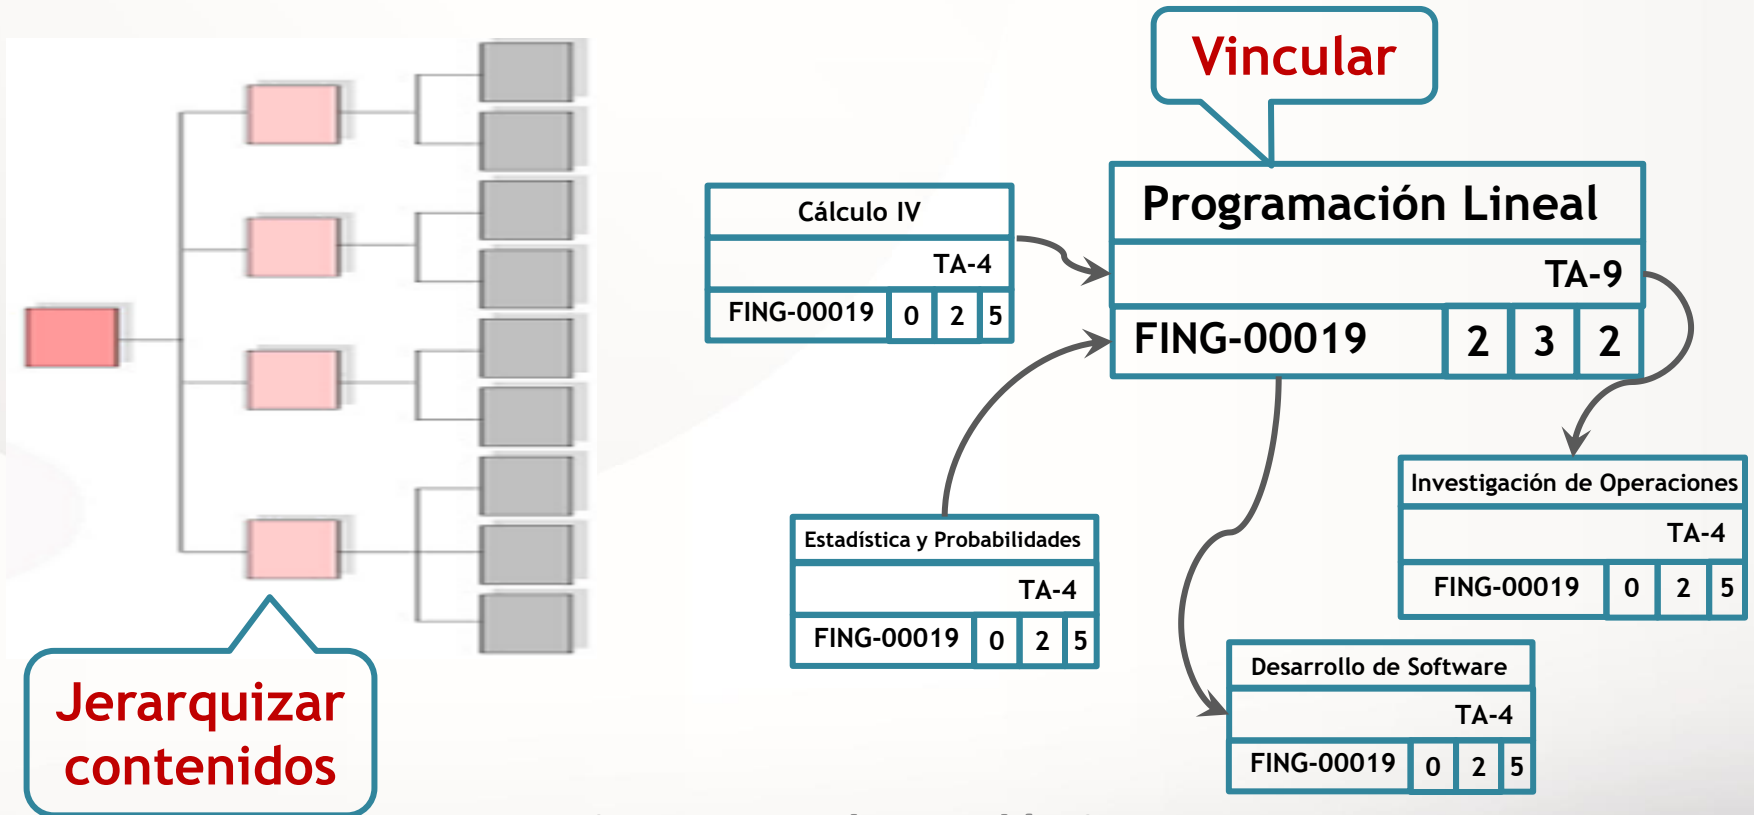 Vincular
Programación Lineal
TA-9
FING-00019 2 3 2
Cálculo IV
TA-4
FING-00019 0 2 5
Estadística y Probabilidades
TA-4
FING-00019 0 2 5
Investigación de Operaciones
TA-4
FING-00019 0 2 5
Desarrollo de Software
TA-4
FING-00019 0 2 5
Jerarquizar
contenidos